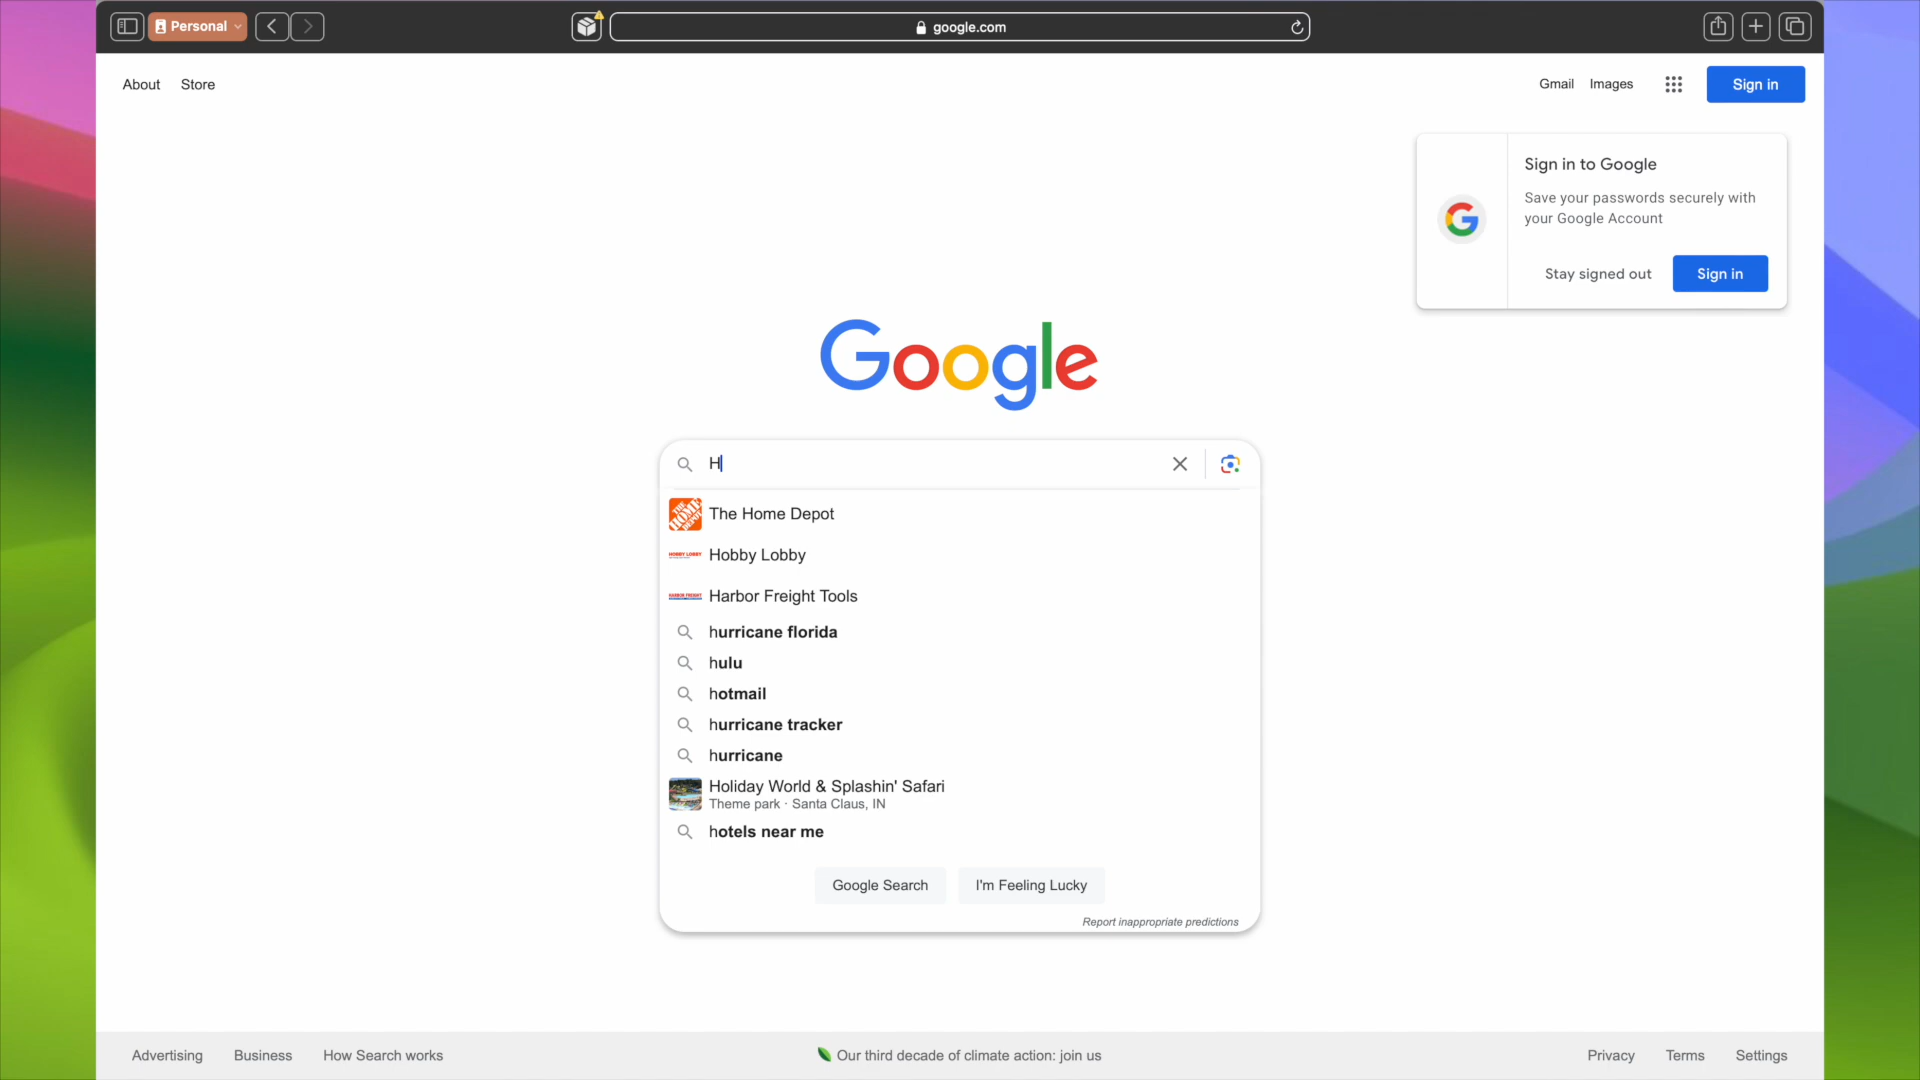 Personal
google.com
About
Store
Gmail
Images
Sign in
Sign in to Google
Save your passwords securely with
your Google Account
Stay signed out
Sign in
Google
H
The Home Depot
Hobby Lobby
Harbor Freight Tools
hurricane florida
hulu
hotmail
hurricane tracker
hurricane
Holiday World & Splashin' Safari
Theme park · Santa Claus, IN
hotels near me
Google Search
I'm Feeling Lucky
Report inappropriate predictions
Advertising
Business
How Search works
Our third decade of climate action: join us
Privacy
Terms
Settings